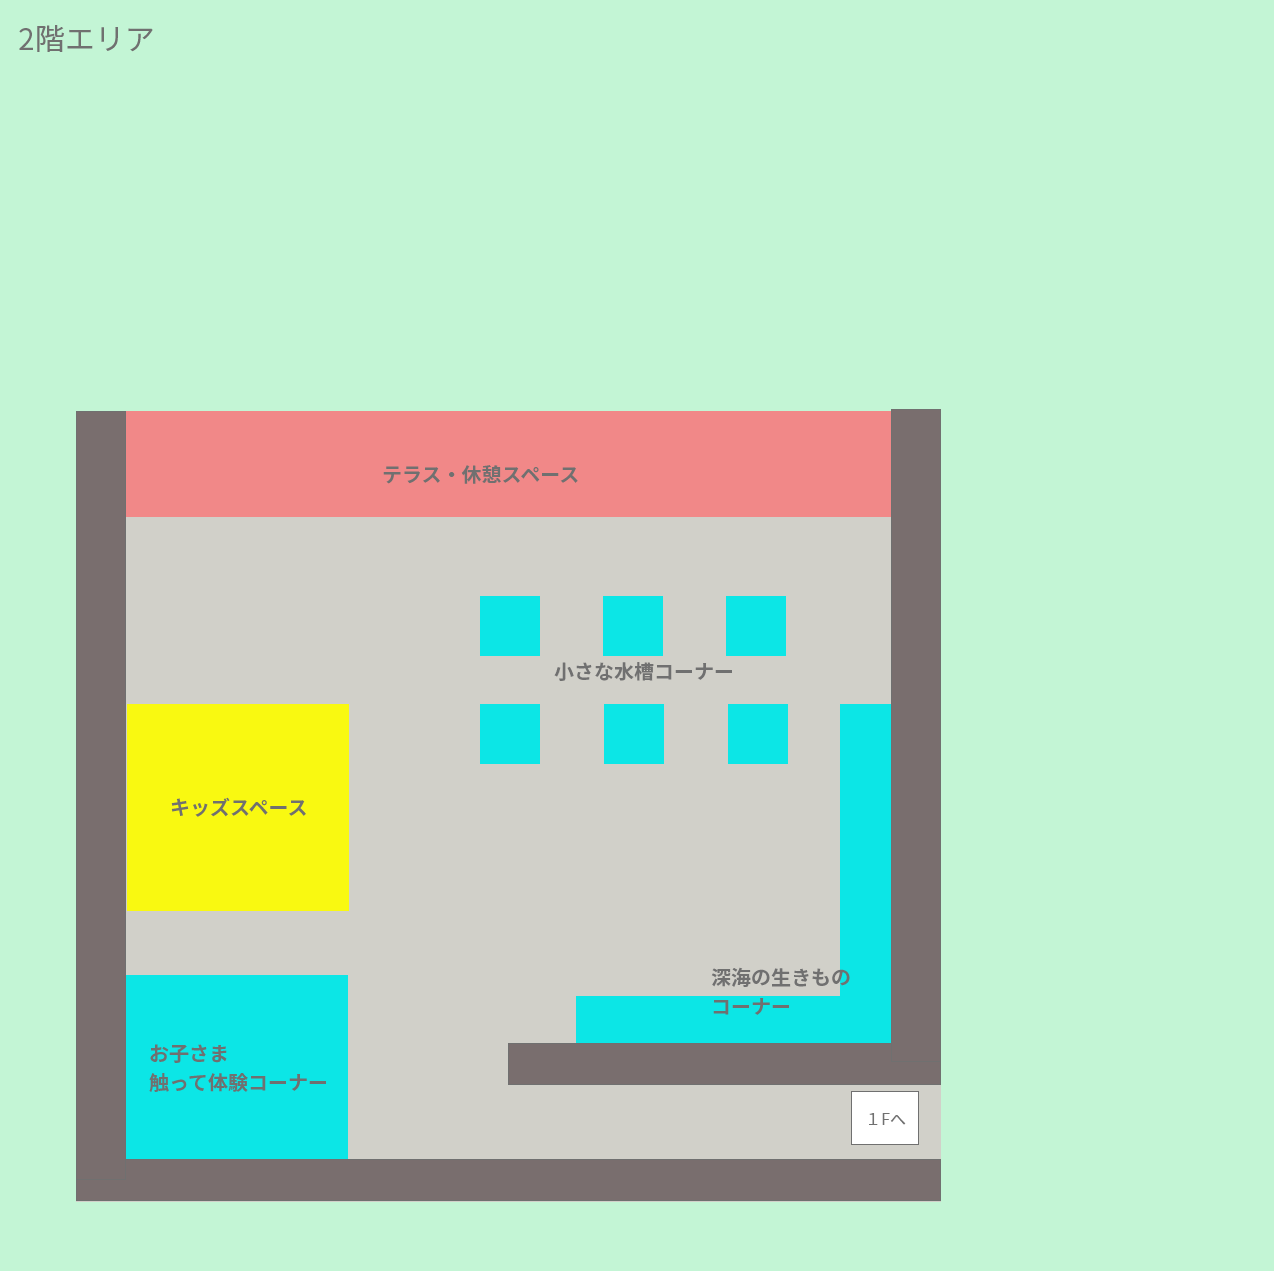 2階エリア
テラス・休憩スペース
小さな水槽コーナー
キッズスペース
深海の生きもの
コーナー
お子さま
触って体験コーナー
１Fへ